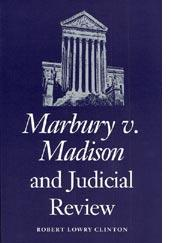 Marbury v.
Madison
and Judicial
Review
ROBERT LOWRY CLINTON